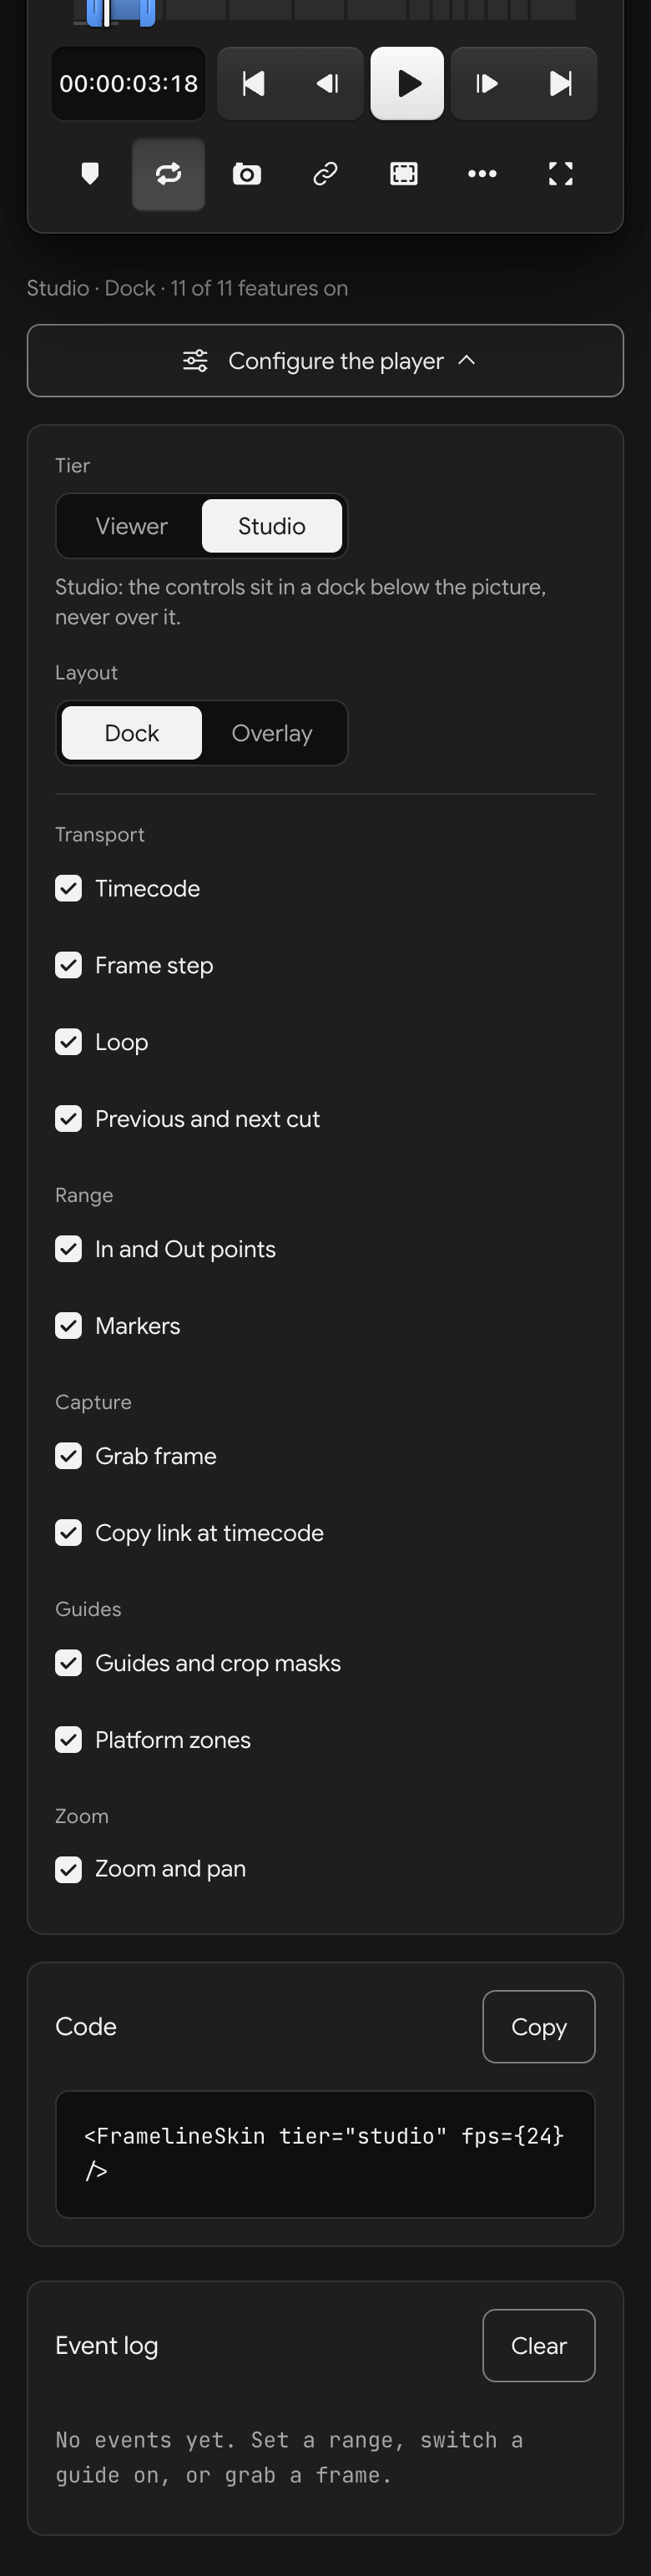 00:00:03:18
Studio · Dock · 11 of 11 features on
Configure the player
Tier
Viewer
Studio
Studio: the controls sit in a dock below the picture,
never over it.
Layout
Dock
Overlay
Transport
Timecode
Frame step
Loop
Previous and next cut
Range
In and Out points
Markers
Capture
Grab frame
Copy link at timecode
Guides
Guides and crop masks
Platform zones
Zoom
Zoom and pan
Code
Copy
<FramelineSkin tier="studio" fps={24}
/>
Event log
Clear
No events yet. Set a range, switch a
guide on, or grab a frame.